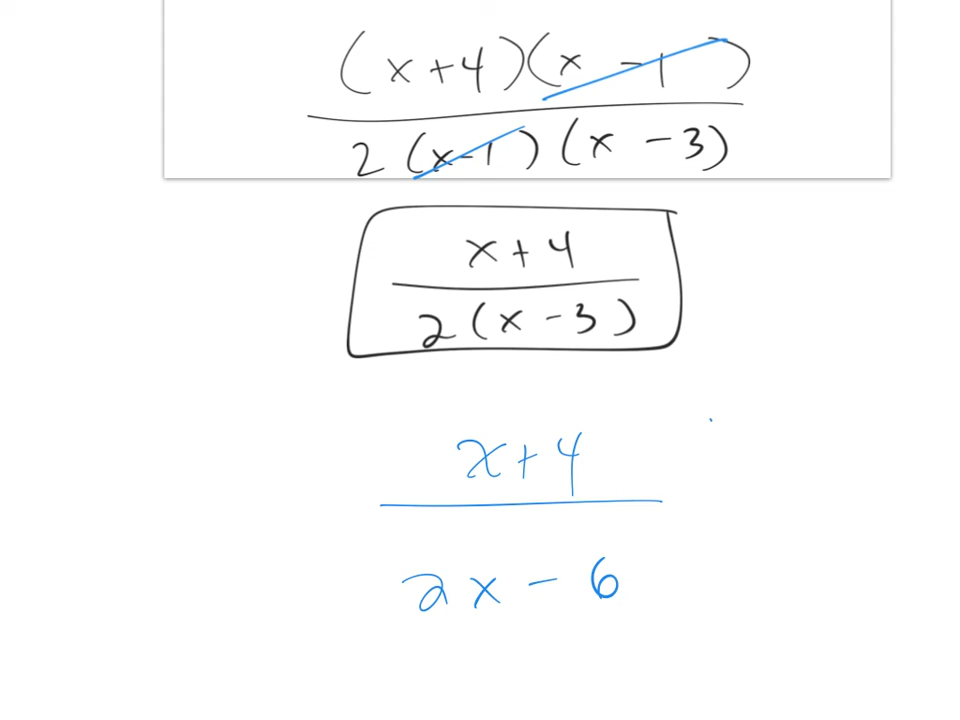 (x+4)(x-1)
2(x-1)(x-3)
x+4
2(x-3)
x+4
2x-6